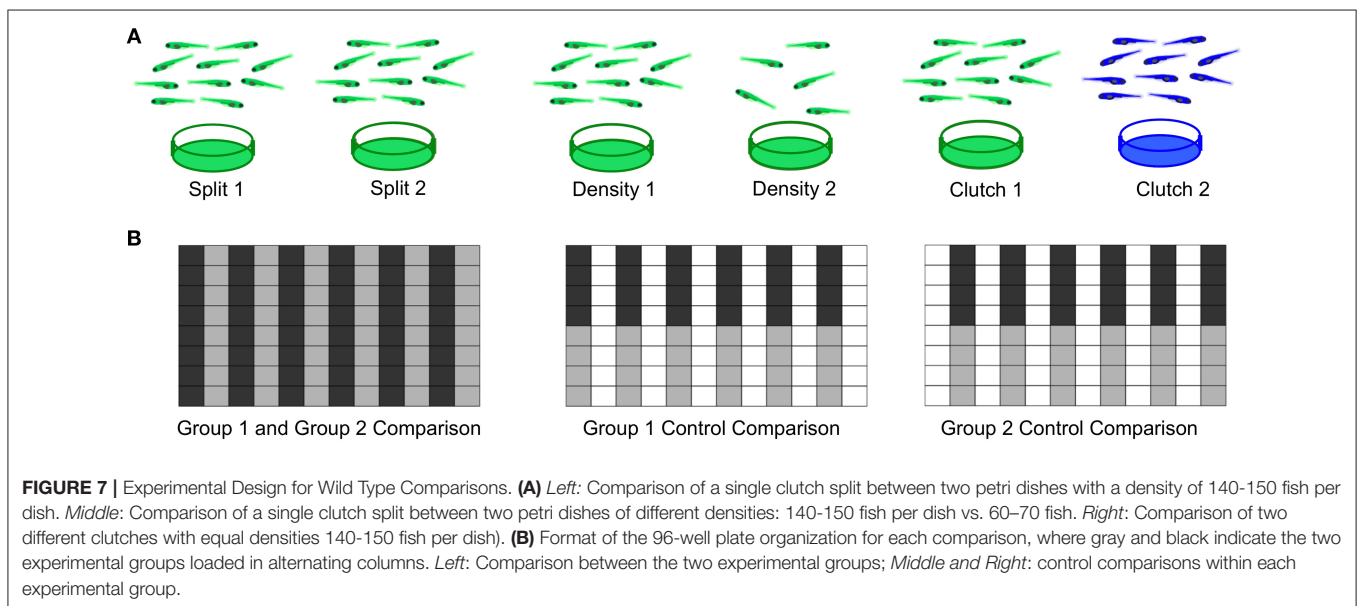 A
Split 1 Split 2 Density 1 Density 2 Clutch 1 Clutch 2
B
Group 1 and Group 2 Comparison Group 1 Control Comparison Group 2 Control Comparison
FIGURE 7 | Experimental Design for Wild Type Comparisons. (A) Left: Comparison of a single clutch split between two petri dishes with a density of 140-150 fish per
dish. Middle: Comparison of a single clutch split between two petri dishes of different densities: 140-150 fish per dish vs. 60–70 fish. Right: Comparison of two
different clutches with equal densities 140-150 fish per dish). (B) Format of the 96-well plate organization for each comparison, where gray and black indicate the two
experimental groups loaded in alternating columns. Left: Comparison between the two experimental groups; Middle and Right: control comparisons within each
experimental group.